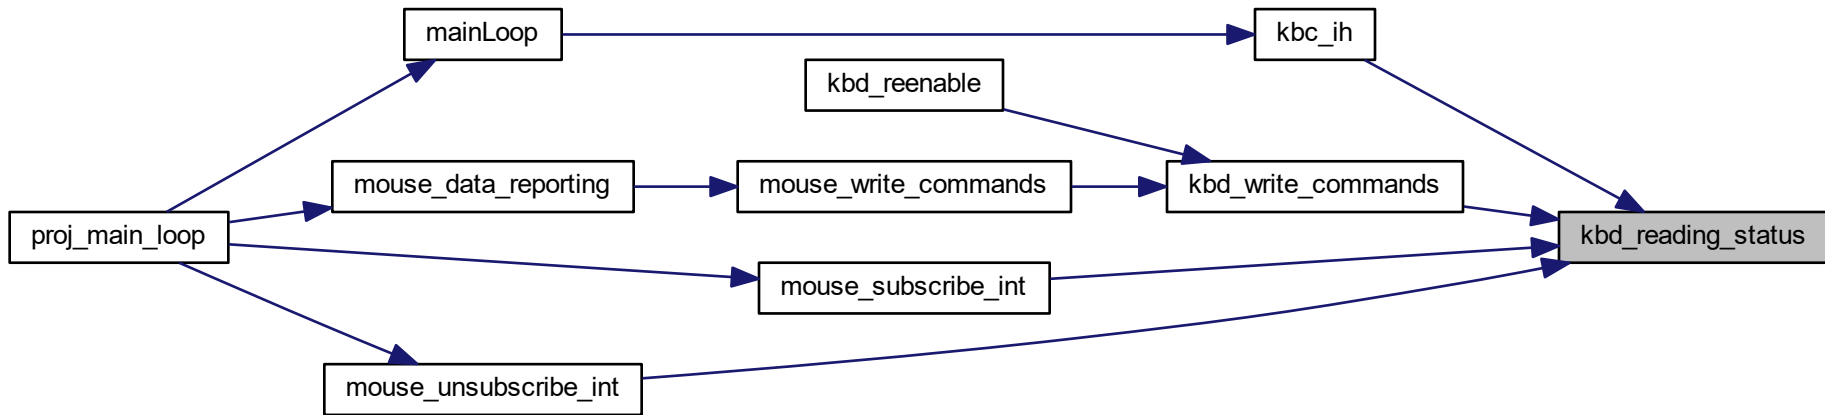 mainLoop
kbc_ih
kbd_reenable
mouse_data_reporting
mouse_write_commands
kbd_write_commands
proj_main_loop
kbd_reading_status
mouse_subscribe_int
mouse_unsubscribe_int